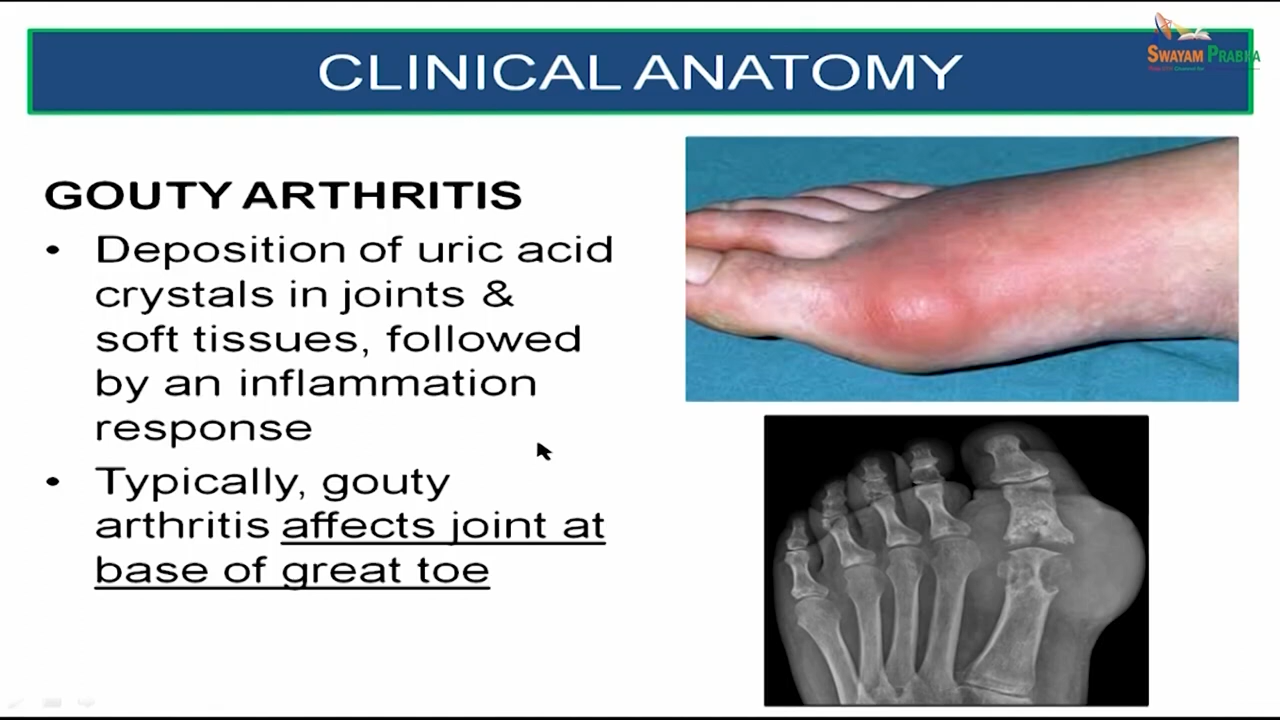 CLINICAL ANATOMY
SWAYAM PRABHA
GOUTY ARTHRITIS
• Deposition of uric acid
crystals in joints &
soft tissues, followed
by an inflammation
response
• Typically, gouty
arthritis affects joint at
base of great toe